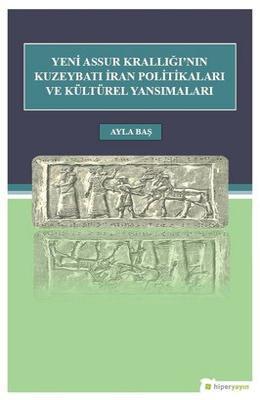 YENİ ASSUR KRALLIĞI'NIN
KUZEYBATI İRAN POLİTİKALARI
VE KÜLTÜREL YANSIMALARI
AYLA BAŞ
hiperyayın